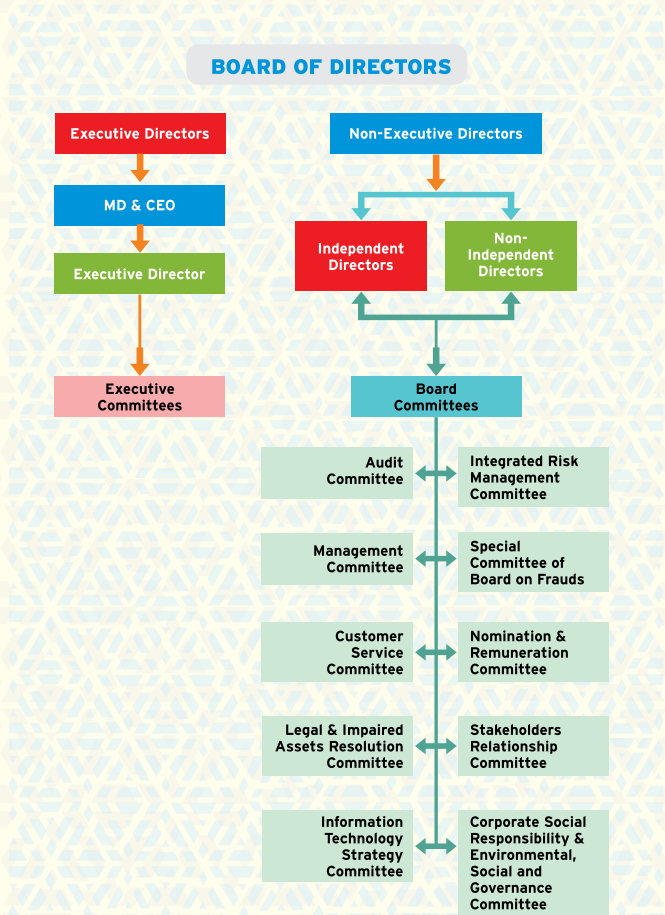 BOARD OF DIRECTORS
Executive Directors
MD & CEO
Executive Director
Executive
Committees
Non-Executive Directors
Independent
Directors
Non-
Independent
Directors
Board
Committees
Audit
Committee
Integrated Risk
Management
Committee
Management
Committee
Special
Committee of
Board on Frauds
Customer
Service
Committee
Nomination &
Remuneration
Committee
Legal & Impaired
Assets Resolution
Committee
Stakeholders
Relationship
Committee
Information
Technology
Strategy
Committee
Corporate Social
Responsibility &
Environmental,
Social and
Governance
Committee